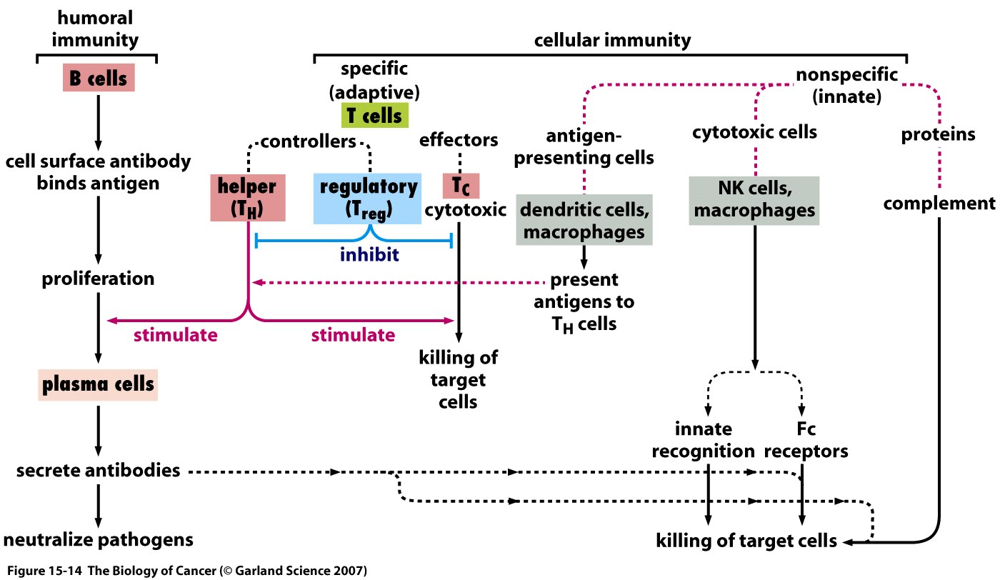 humoral
immunity
B cells
cell surface antibody
binds antigen
proliferation
plasma cells
secrete antibodies
neutralize pathogens
cellular immunity
specific
(adaptive)
T cells
controllers
helper
(TH)
regulatory
(Treg)
inhibit
stimulate
stimulate
effectors
TC
cytotoxic
killing of
target
cells
nonspecific
(innate)
antigen-
presenting cells
dendritic cells,
macrophages
present
antigens to
TH cells
cytotoxic cells
NK cells,
macrophages
innate
recognition
Fc
receptors
killing of target cells
proteins
complement
Figure 15-14 The Biology of Cancer (© Garland Science 2007)